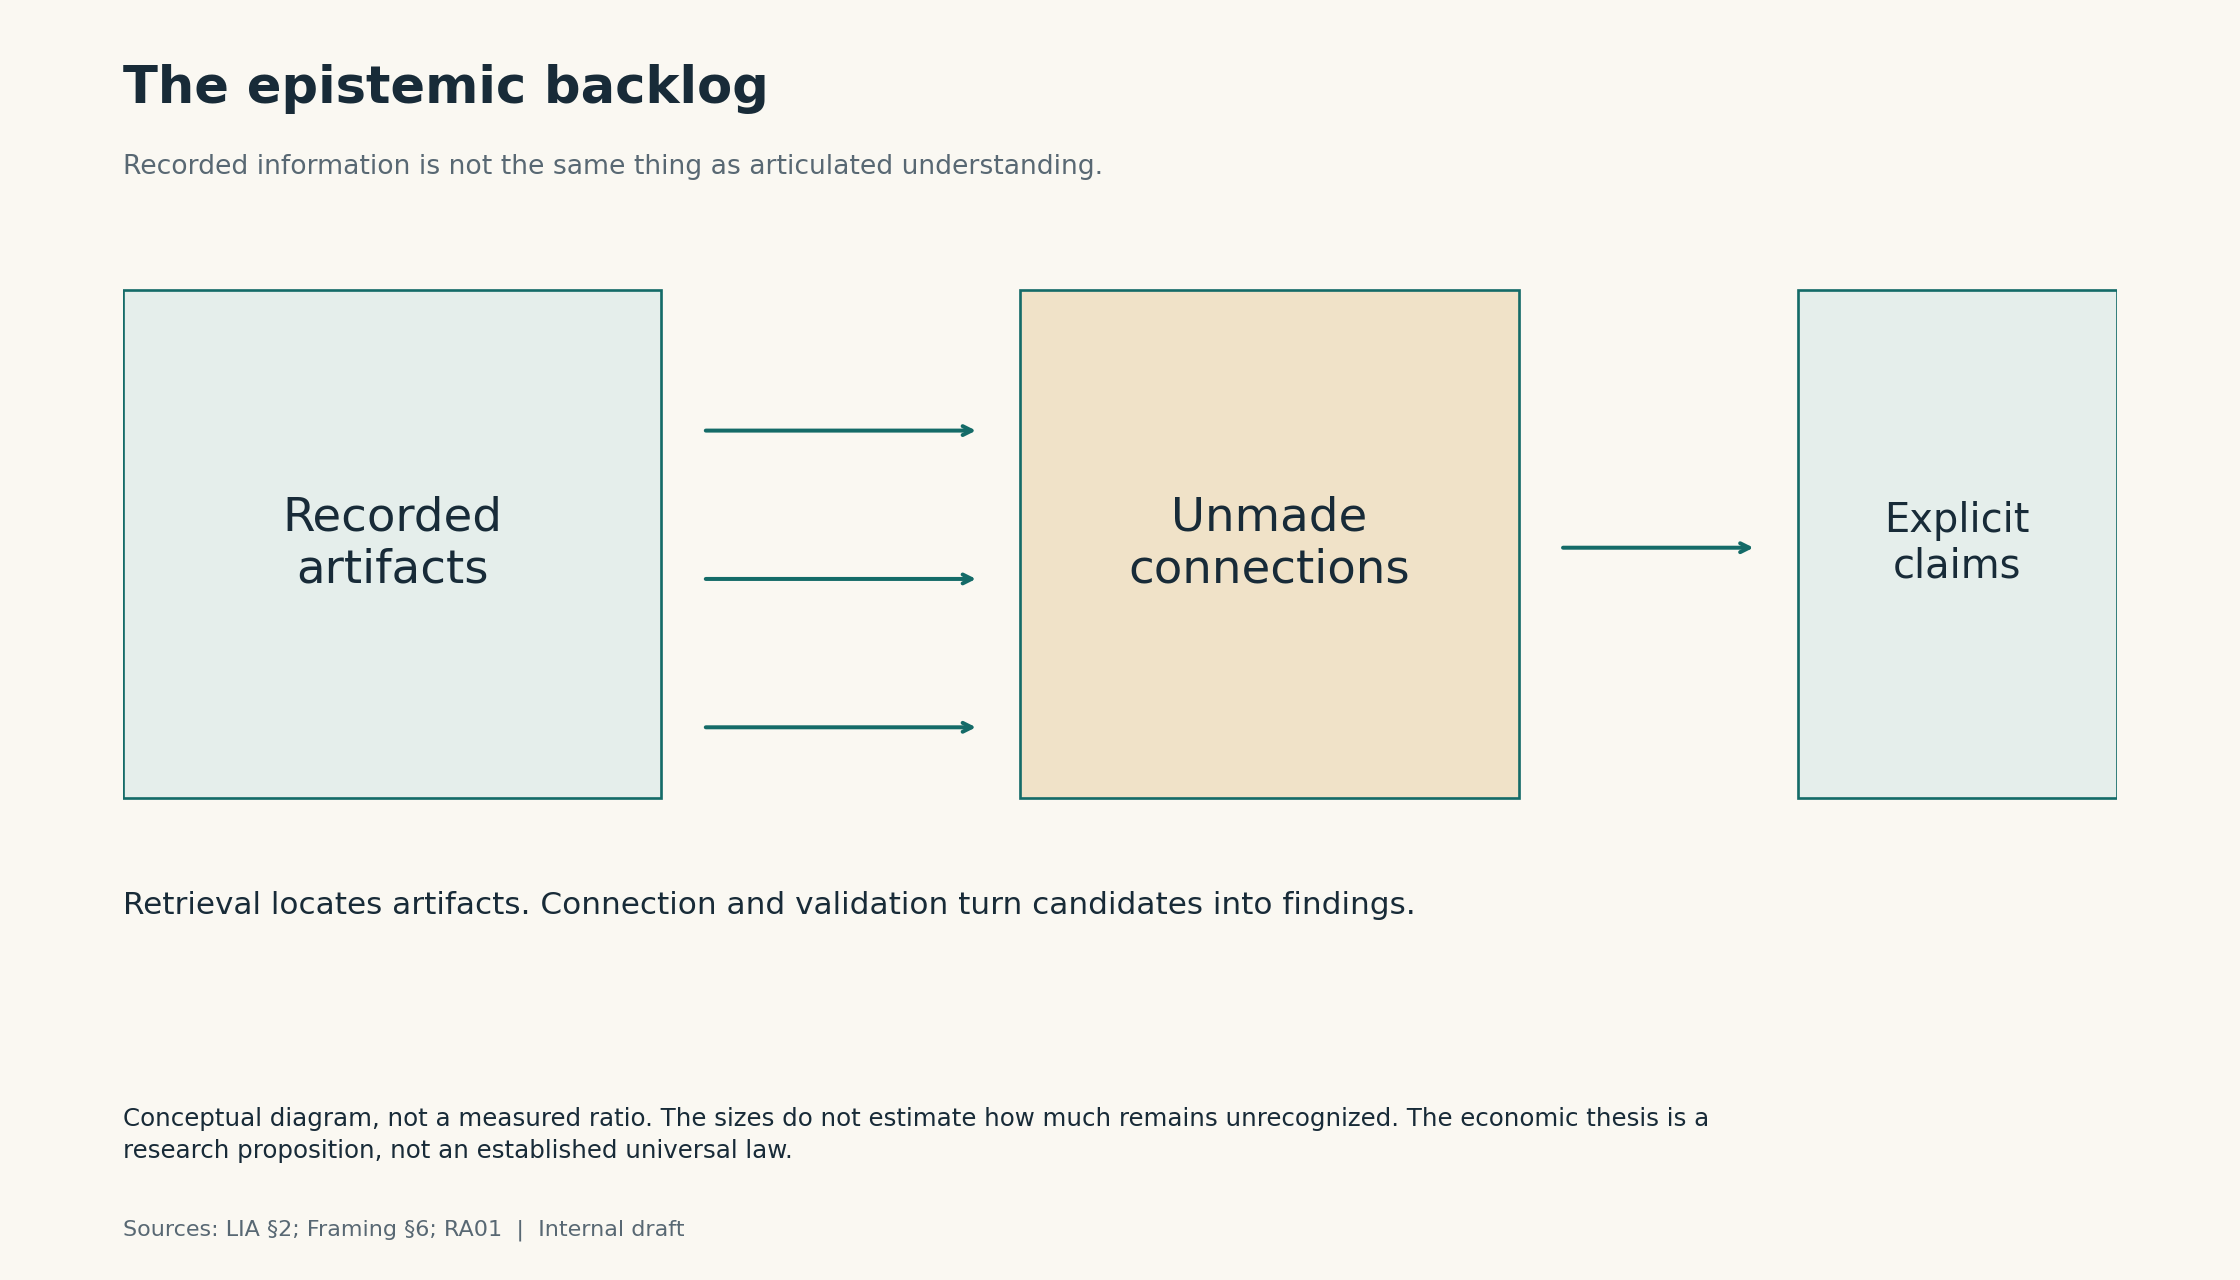 The epistemic backlog
Recorded information is not the same thing as articulated understanding.
Recorded
artifacts
Unmade
connections
Explicit
claims
Retrieval locates artifacts. Connection and validation turn candidates into findings.
Conceptual diagram, not a measured ratio. The sizes do not estimate how much remains unrecognized. The economic thesis is a
research proposition, not an established universal law.
Sources: LIA §2; Framing §6; RA01  |  Internal draft